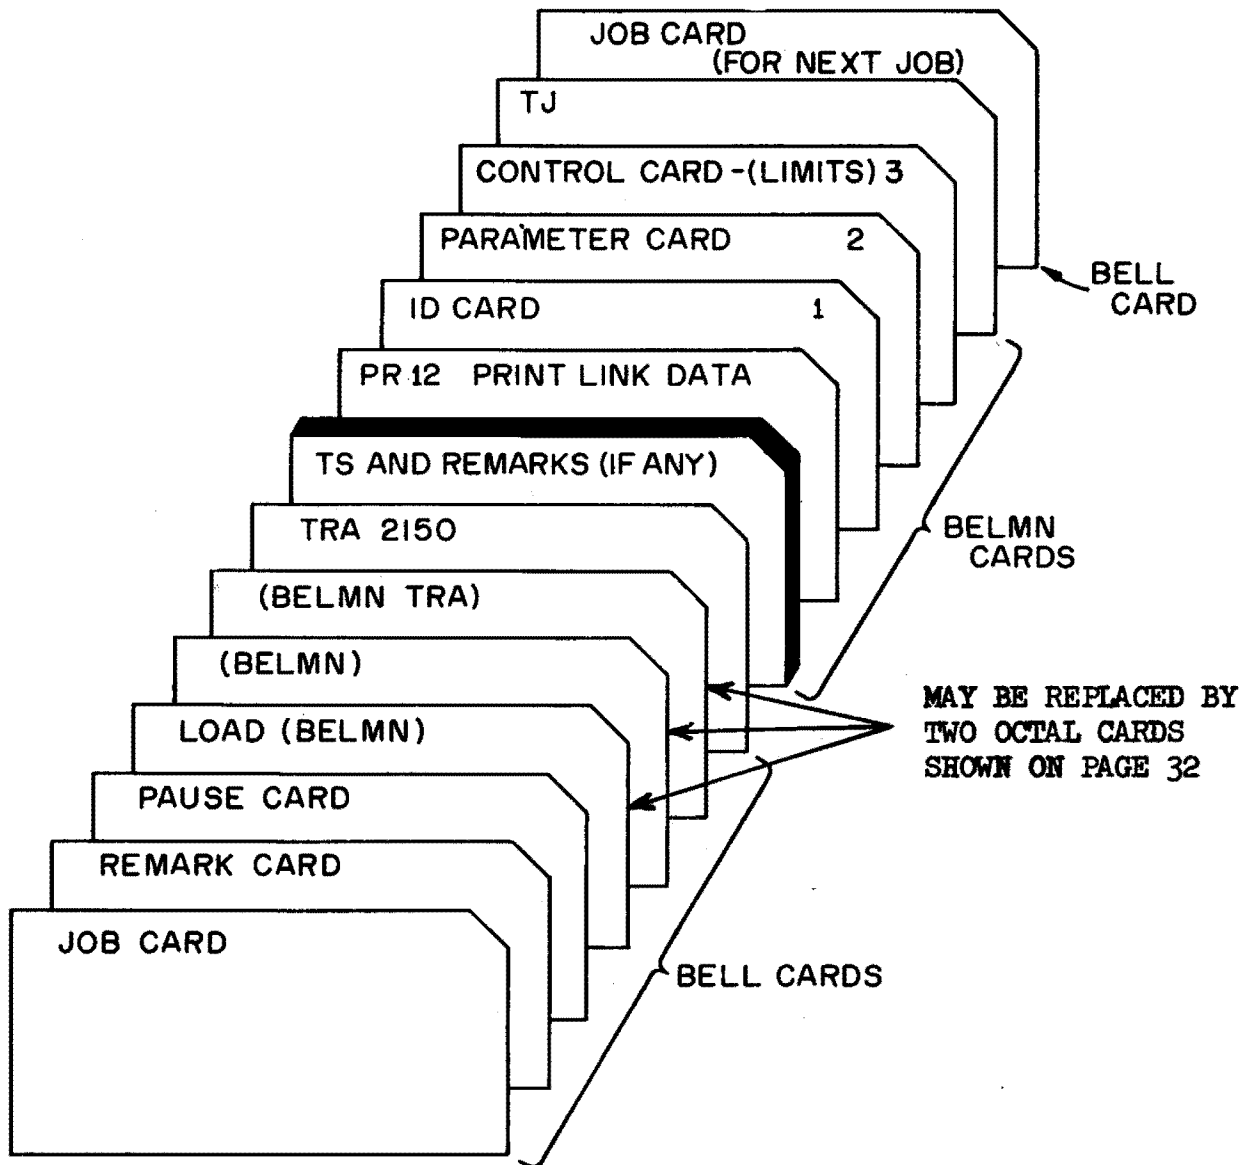 JOB CARD
(FOR NEXT JOB)
TJ
CONTROL CARD-(LIMITS) 3
PARAMETER CARD 2
BELL
CARD
ID CARD 1
PR 12 PRINT LINK DATA
TS AND REMARKS (IF ANY)
TRA 2150
BELMN
CARDS
(BELMN TRA)
(BELMN)
MAY BE REPLACED BY
TWO OCTAL CARDS
SHOWN ON PAGE 32
LOAD (BELMN)
PAUSE CARD
REMARK CARD
JOB CARD
BELL CARDS